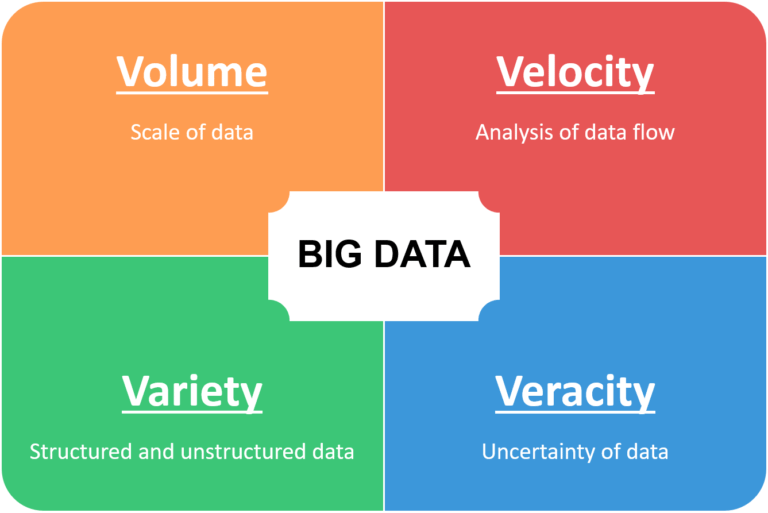 Volume
Scale of data
Velocity
Analysis of data flow
BIG DATA
Variety
Structured and unstructured data
Veracity
Uncertainty of data